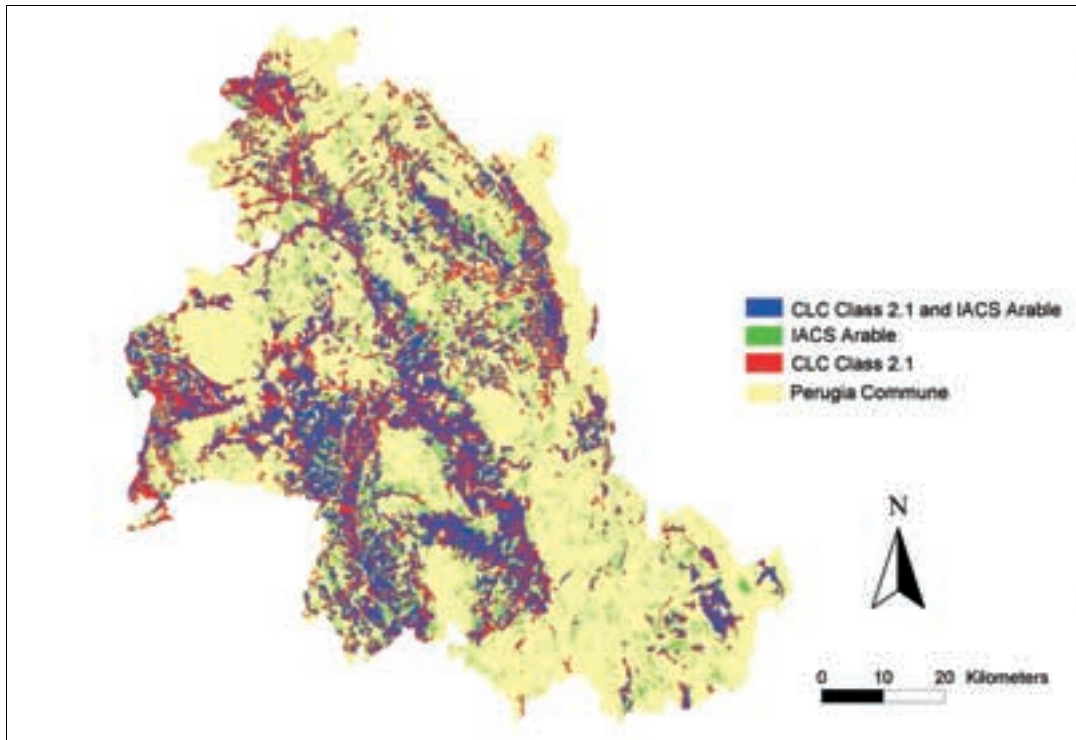 CLC Class 2.1 and IACS Arable
IACS Arable
CLC Class 2.1
Perugia Commune
N
0 10 20 Kilometers